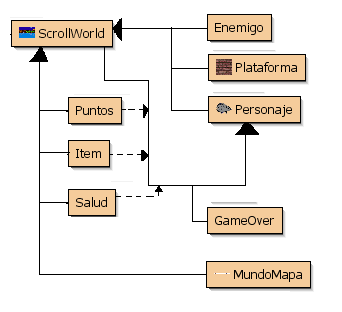 ScrollWorld
Enemigo
Plataforma
Puntos
Personaje
Item
Salud
GameOver
MundoMapa